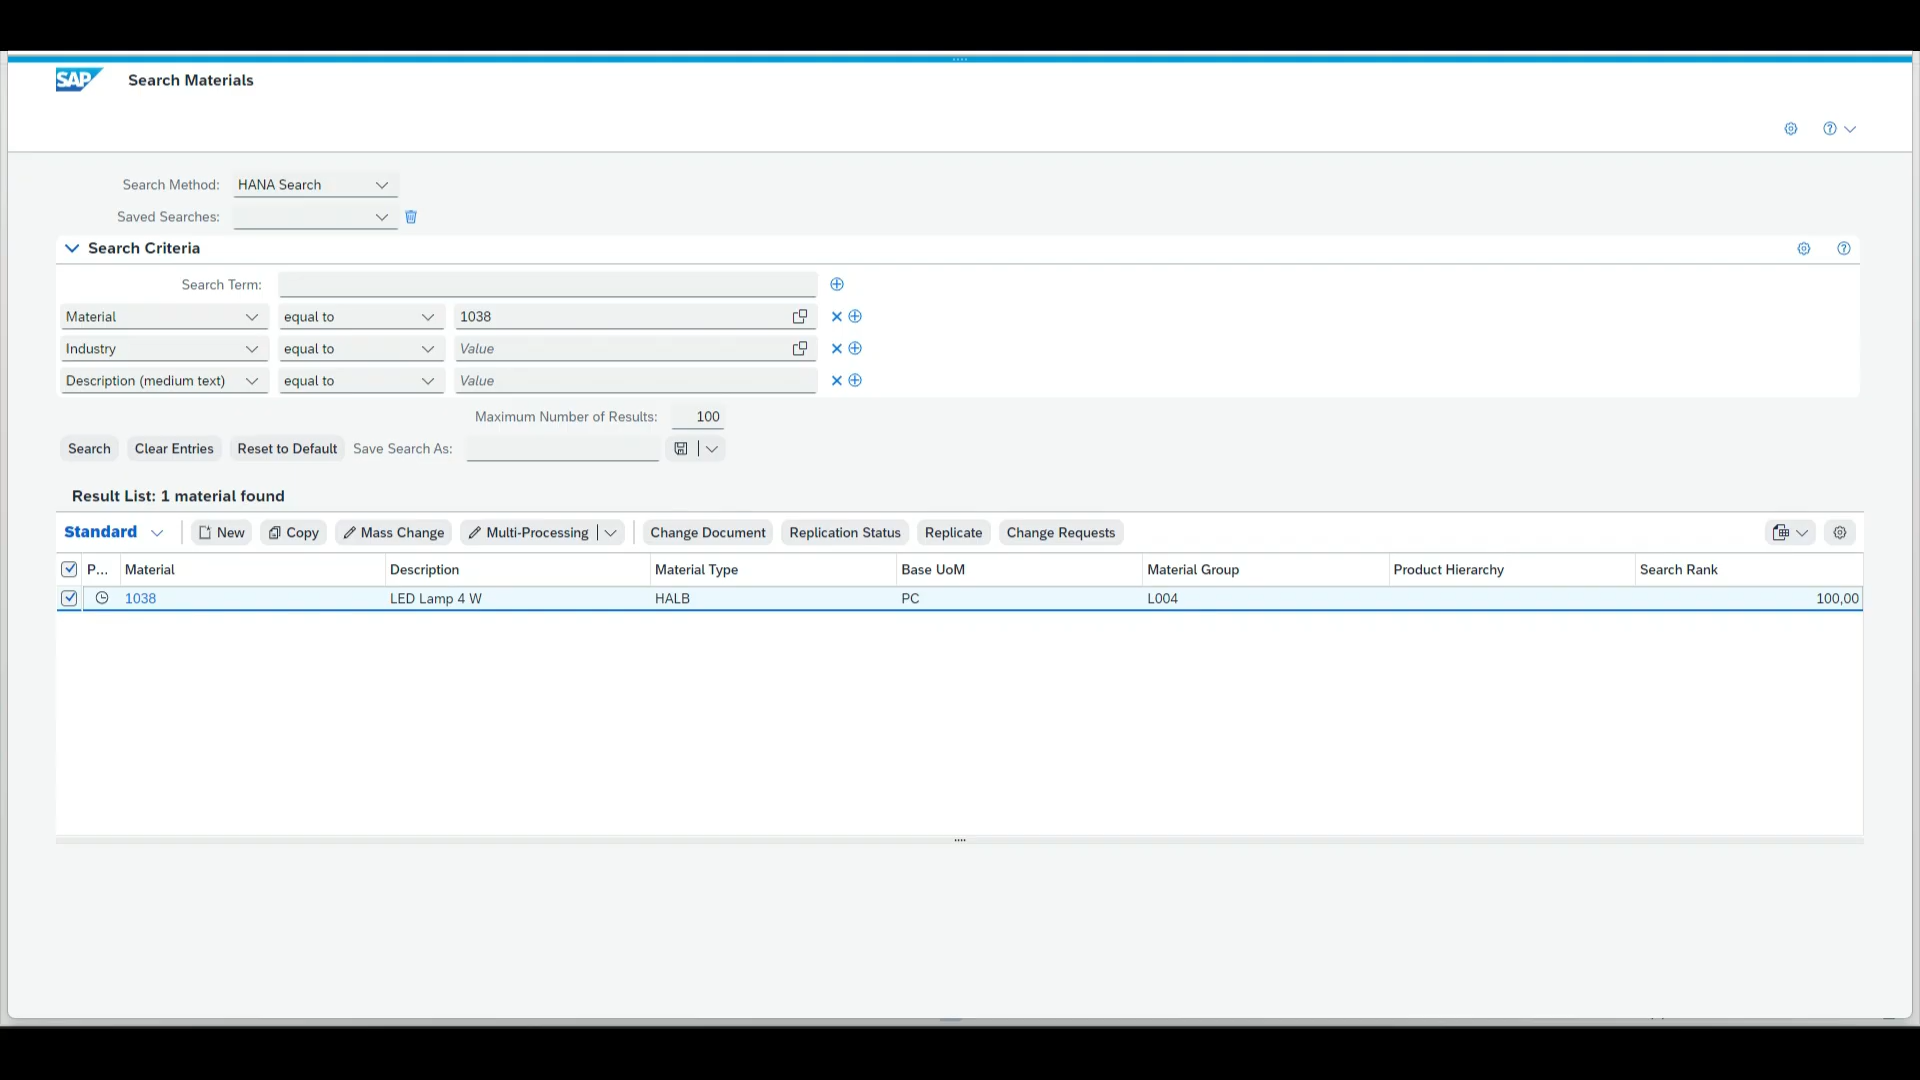 SAP Search Materials
Search Method: HANA Search
Saved Searches:
Search Criteria
Search Term:
Material equal to 1038
Industry equal to Value
Description (medium text) equal to Value
Maximum Number of Results: 100
Search Clear Entries Reset to Default Save Search As:
Result List: 1 material found
Standard New Copy Mass Change Multi-Processing Change Document Replication Status Replicate Change Requests
P... Material Description Material Type Base UoM Material Group Product Hierarchy Search Rank
1038 LED Lamp 4 W HALB PC L004 100,00